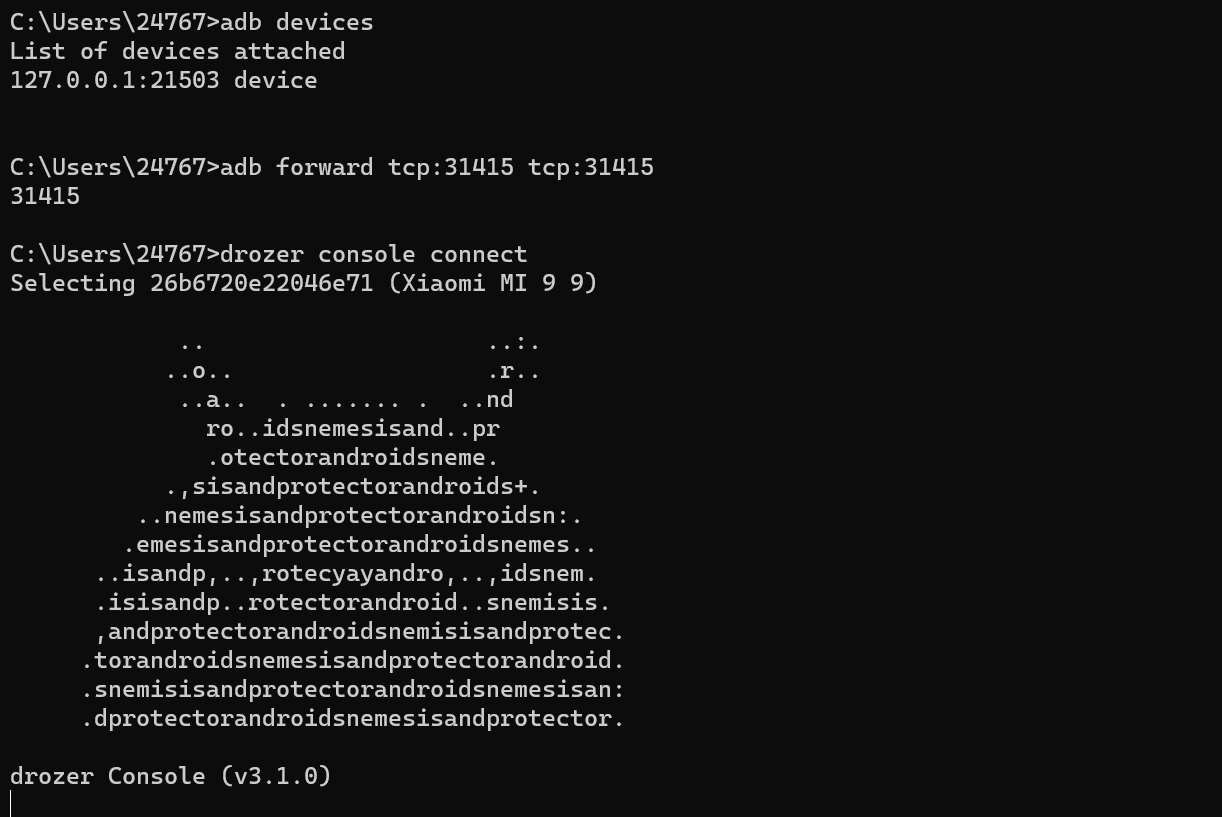 C:\Users\24767>adb devices
List of devices attached
127.0.0.1:21503 device
C:\Users\24767>adb forward tcp:31415 tcp:31415
31415
C:\Users\24767>drozer console connect
Selecting 26b6720e22046e71 (Xiaomi MI 9 9)
            ..                    ..:.
           ..o..                  .r..
            ..a..  . ....... .  ..nd
              ro..idsnemesisand..pr
              .otectorandroidsneme.
           .,sisandprotectorandroids+.
         ..nemesisandprotectorandroidsn:.
        .emesisandprotectorandroidsnemes..
      ..isandp,..,rotecyayandro,..,idsnem.
      .isisandp..rotectorandroid..snemisis.
      ,andprotectorandroidsnemisisandprotec.
     .torandroidsnemesisandprotectorandroid.
     .snemisisandprotectorandroidsnemesisan:
     .dprotectorandroidsnemesisandprotector.
drozer Console (v3.1.0)